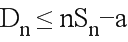 Dₙ ≤ nSₙ–a